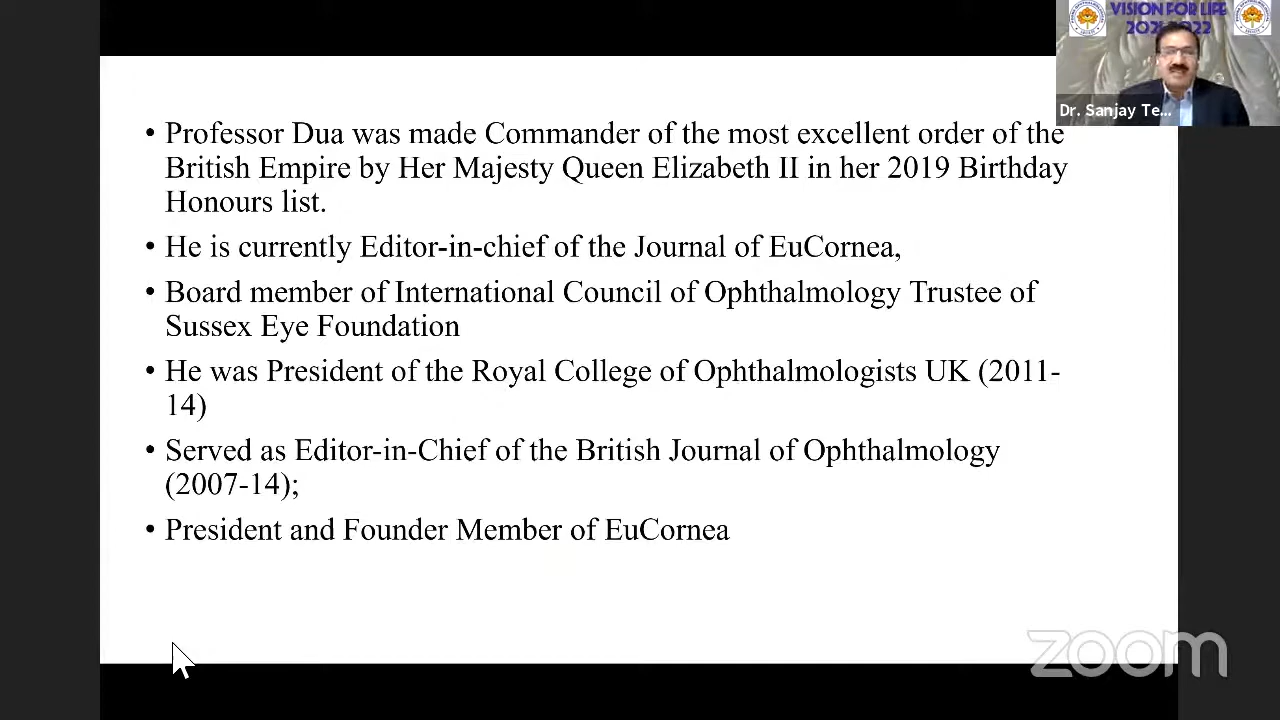 VISION FOR LIFE
• Professor Dua was made Commander of the most excellent order of the
British Empire by Her Majesty Queen Elizabeth II in her 2019 Birthday
Honours list.
• He is currently Editor-in-chief of the Journal of EuCornea,
• Board member of International Council of Ophthalmology Trustee of
Sussex Eye Foundation
• He was President of the Royal College of Ophthalmologists UK (2011-
14)
• Served as Editor-in-Chief of the British Journal of Ophthalmology
(2007-14);
• President and Founder Member of EuCornea
Dr. Sanjay Te...
zoom